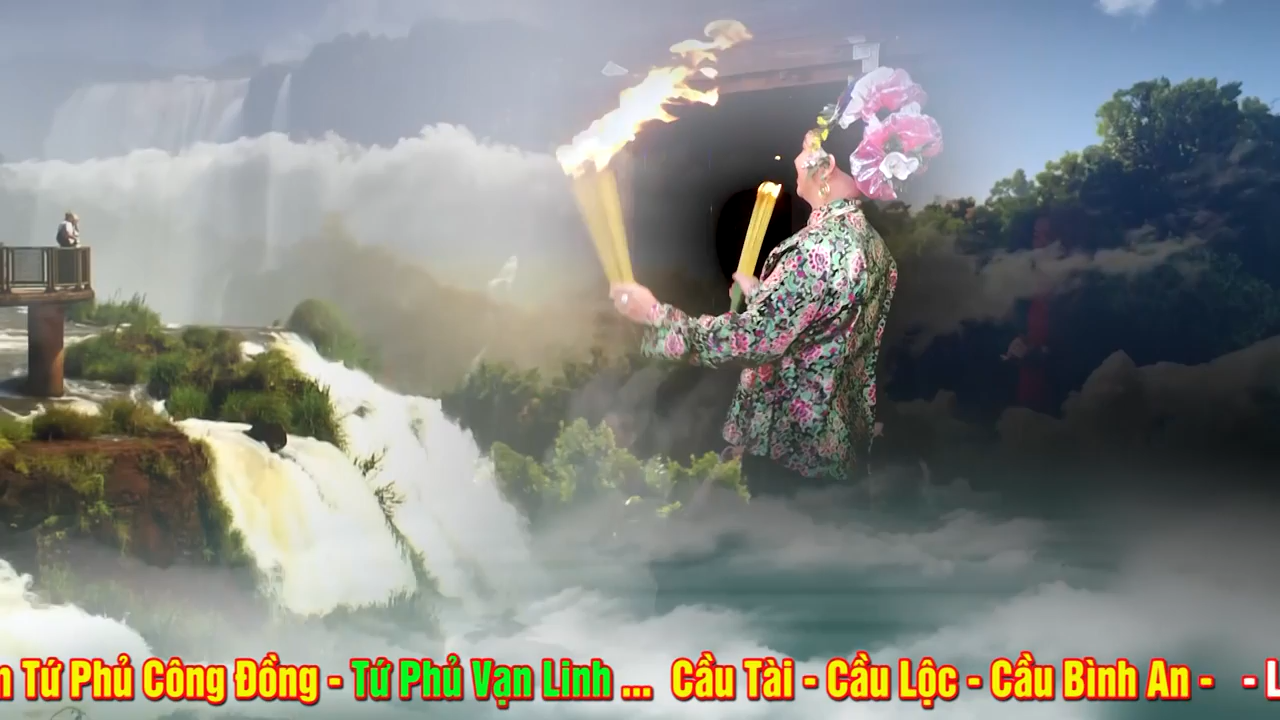 Tứ Phủ Công Đồng - Tứ Phủ Vạn Linh ... Cầu Tài - Cầu Lộc - Cầu Bình An - -